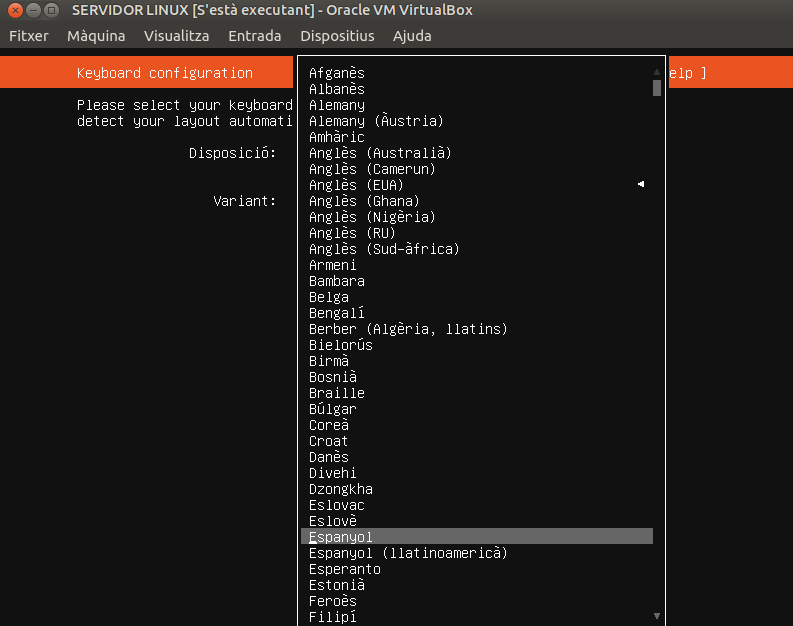 SERVIDOR LINUX [S'està executant] - Oracle VM VirtualBox
Fitxer Màquina Visualitza Entrada Dispositius Ajuda
Keyboard configuration
elp ]
Please select your keyboard
detect your layout automati
Disposició:
Variant:
Afganès
Albanès
Alemany
Alemany (Àustria)
Amhàric
Anglès (Australià)
Anglès (Camerun)
Anglès (EUA)
Anglès (Ghana)
Anglès (Nigèria)
Anglès (RU)
Anglès (Sud-àfrica)
Armeni
Bambara
Belga
Bengalí
Berber (Algèria, llatins)
Bielorús
Birmà
Bosnià
Braille
Búlgar
Coreà
Croat
Danès
Divehi
Dzongkha
Eslovac
Eslovè
Espanyol
Espanyol (llatinoamericà)
Esperanto
Estonià
Feroès
Filipí